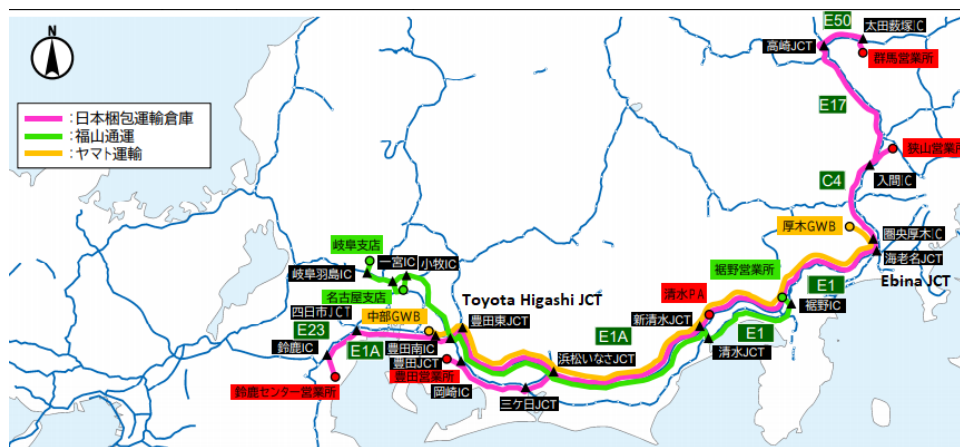 N
:日本梱包運輸倉庫
:福山通運
:ヤマト運輸
E50
太田薮塚IC
高崎JCT
群馬営業所
E17
狭山営業所
入間IC
C4
厚木GWB
圏央厚木IC
海老名JCT
Ebina JCT
岐阜支店
一宮IC
小牧IC
岐阜羽島IC
名古屋支店
四日市JCT
中部GWB
Toyota Higashi JCT
豊田東JCT
E23
鈴鹿IC
E1A
豊田南IC
豊田JCT
豊田営業所
岡崎IC
鈴鹿センター営業所
三ケ日JCT
浜松いなさJCT
E1A
新清水JCT
清水PA
清水JCT
E1
裾野営業所
裾野IC
E1